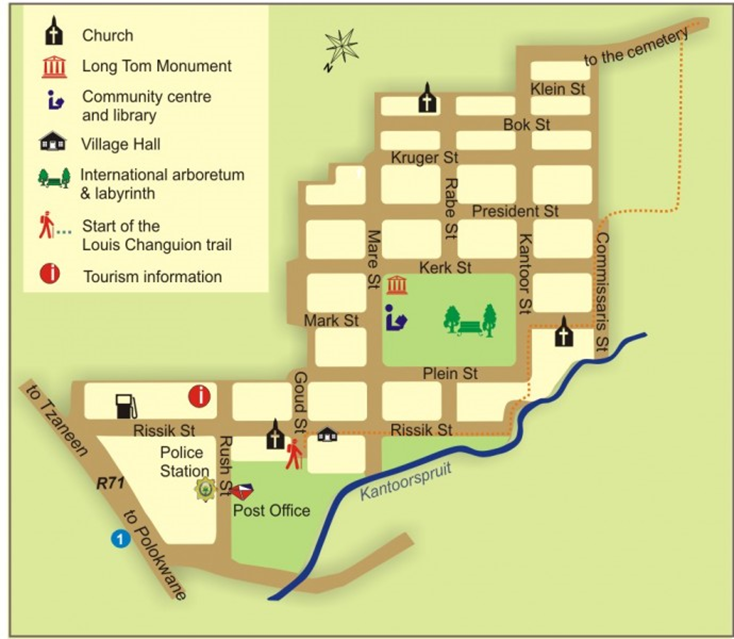 Church
Long Tom Monument
Community centre
and library
Village Hall
International arboretum
& labyrinth
Start of the
Louis Changuion trail
Tourism information
N
to the cemetery
Klein St
Bok St
Kruger St
Rabe St
President St
Mare St
Kantoor St
Commissaris St
Kerk St
Mark St
Plein St
Goud St
to Tzaneen
i
Rissik St
Rissik St
Police
Station
Rush St
R71
Kantoorspruit
Post Office
to Polokwane
1